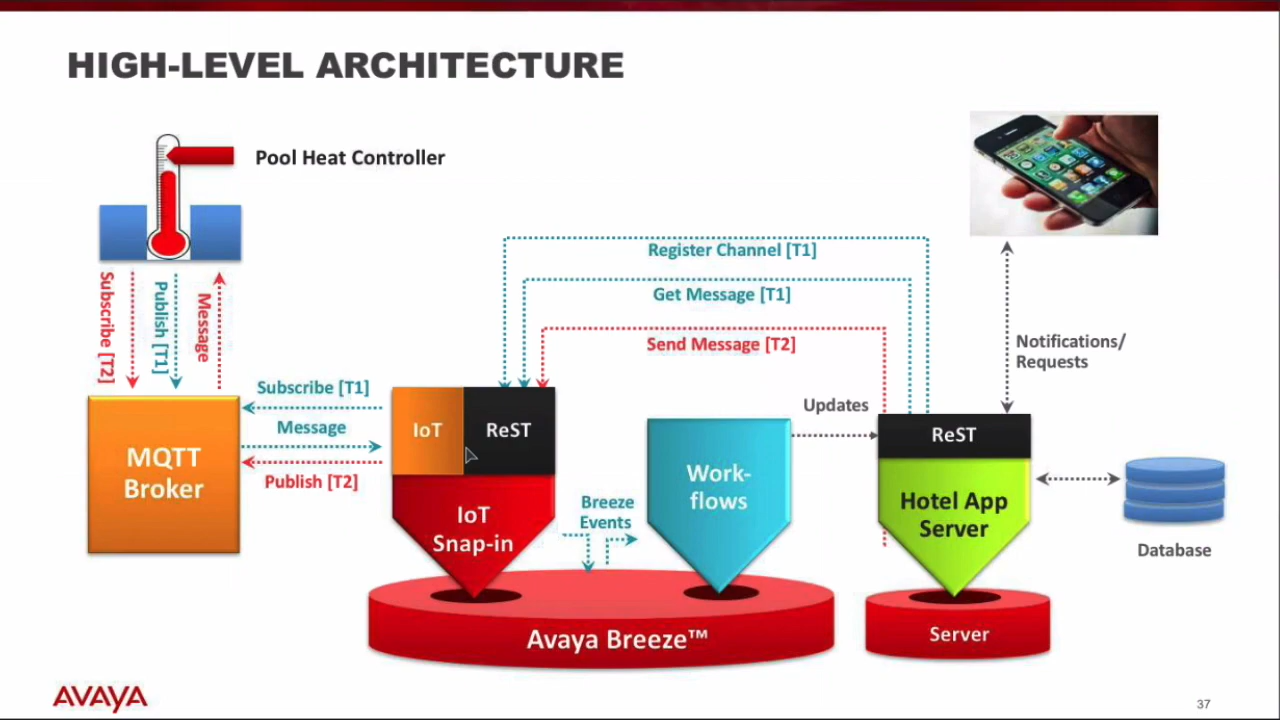 HIGH-LEVEL ARCHITECTURE
Pool Heat Controller
Subscribe [T2]
Publish [T1]
Message
Register Channel [T1]
Get Message [T1]
Send Message [T2]
Notifications/
Requests
Subscribe [T1]
Message
Publish [T2]
MQTT
Broker
IoT
ReST
IoT
Snap-in
Breeze
Events
Work-
flows
Updates
ReST
Hotel App
Server
Database
Avaya Breeze™
Server
AVAYA
37